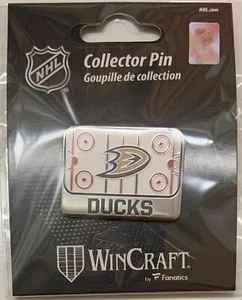 NHL
Collector Pin
Goupille de collection
NHL.com
DUCKS
WINCRAFT
by Fanatics